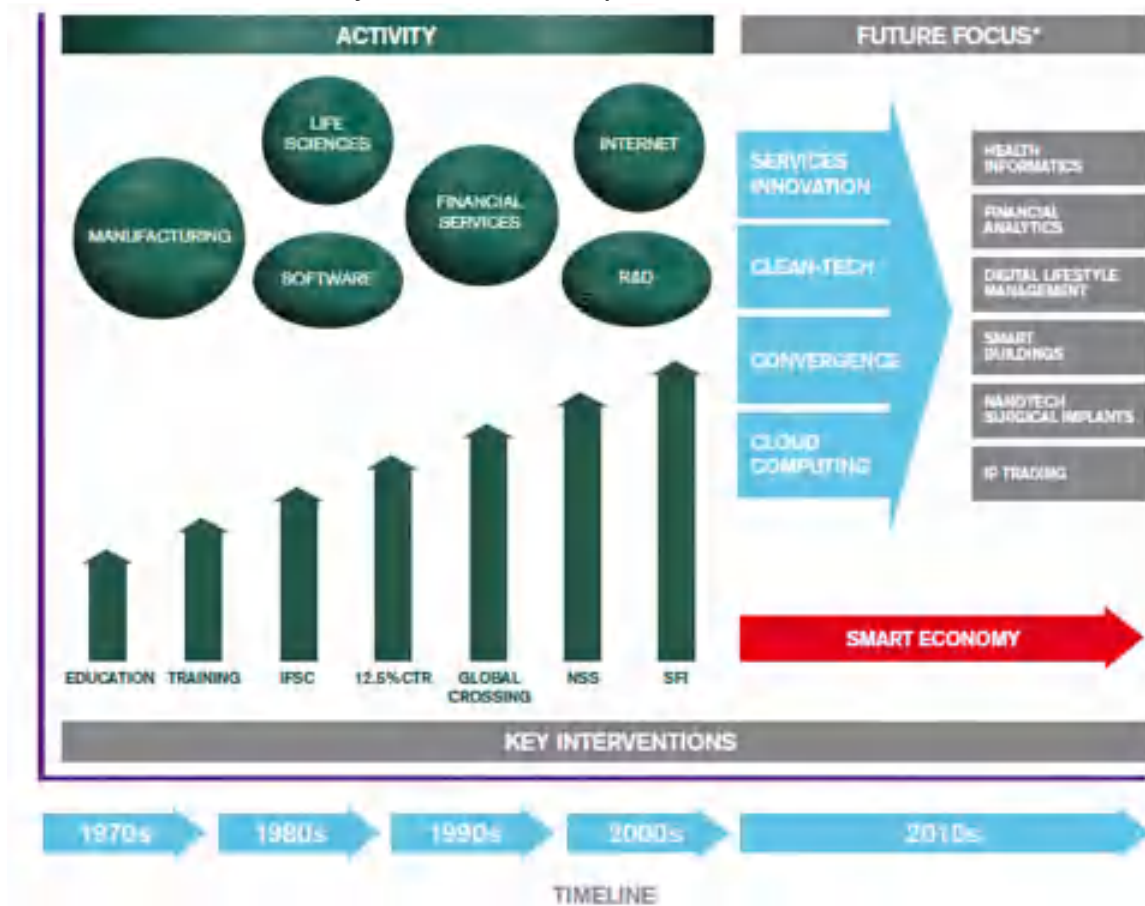 ACTIVITY
FUTURE FOCUS*
LIFE
SCIENCES
INTERNET
MANUFACTURING
FINANCIAL
SERVICES
SOFTWARE
R&D
SERVICES
INNOVATION
CLEAN-TECH
CONVERGENCE
CLOUD
COMPUTING
HEALTH
INFORMATICS
FINANCIAL
ANALYTICS
DIGITAL LIFESTYLE
MANAGEMENT
SMART
BUILDINGS
NANOTECH
SURGICAL IMPLANTS
IP TRADING
SMART ECONOMY
EDUCATION
TRAINING
IFSC
12.5% CTR
GLOBAL
CROSSING
NSS
SFI
KEY INTERVENTIONS
1970s
1980s
1990s
2000s
2010s
TIMELINE